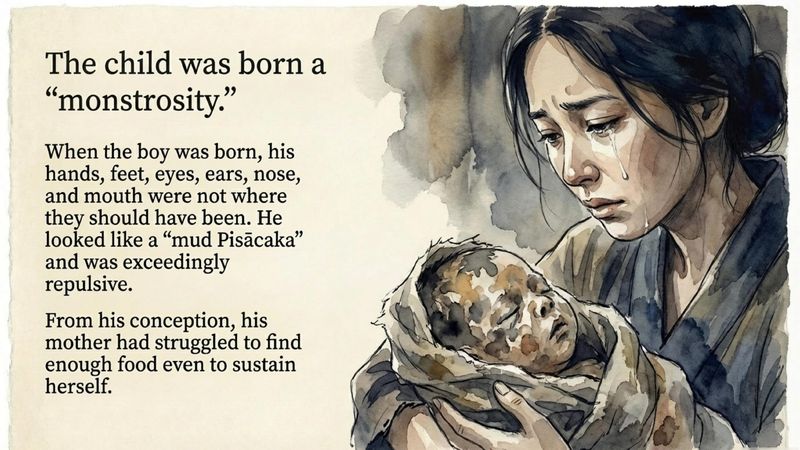 The child was born a
“monstrosity.”
When the boy was born, his
hands, feet, eyes, ears, nose,
and mouth were not where
they should have been. He
looked like a “mud Pisācaka”
and was exceedingly
repulsive.
From his conception, his
mother had struggled to find
enough food even to sustain
herself.